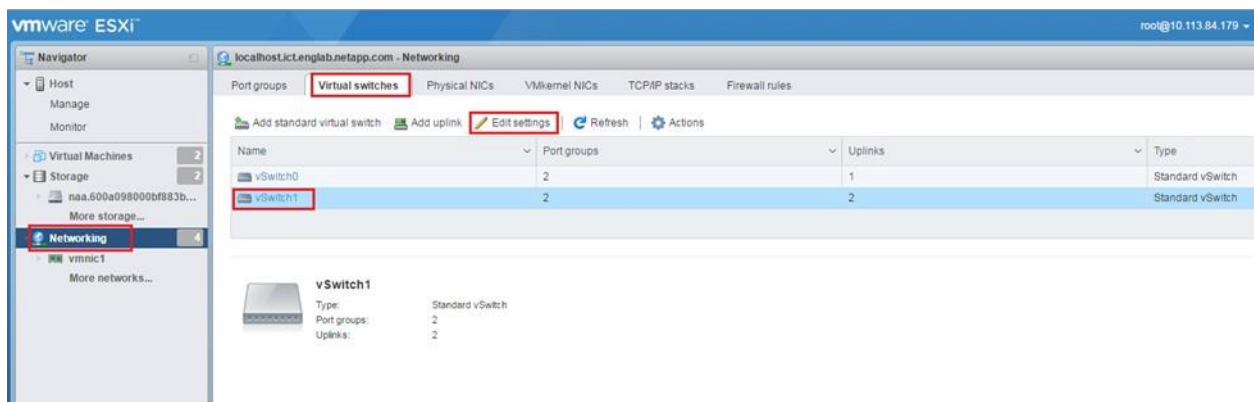 vmware ESXi™
root@10.113.84.179
Navigator
Host
Manage
Monitor
Virtual Machines 2
Storage 2
naa.600a098000bf883b...
More storage...
Networking 4
vmnic1
More networks...
localhost.ict.englab.netapp.com - Networking
Port groups Virtual switches Physical NICs VMkernel NICs TCP/IP stacks Firewall rules
Add standard virtual switch Add uplink Edit settings | Refresh | Actions
Name Port groups Uplinks Type
vSwitch0 2 1 Standard vSwitch
vSwitch1 2 2 Standard vSwitch
vSwitch1
Type: Standard vSwitch
Port groups: 2
Uplinks: 2